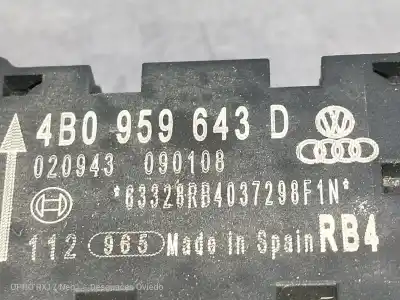 4B0 959 643 D
020943 090108
*63328RB4037298F1N*
112 965 Made in Spain RB4